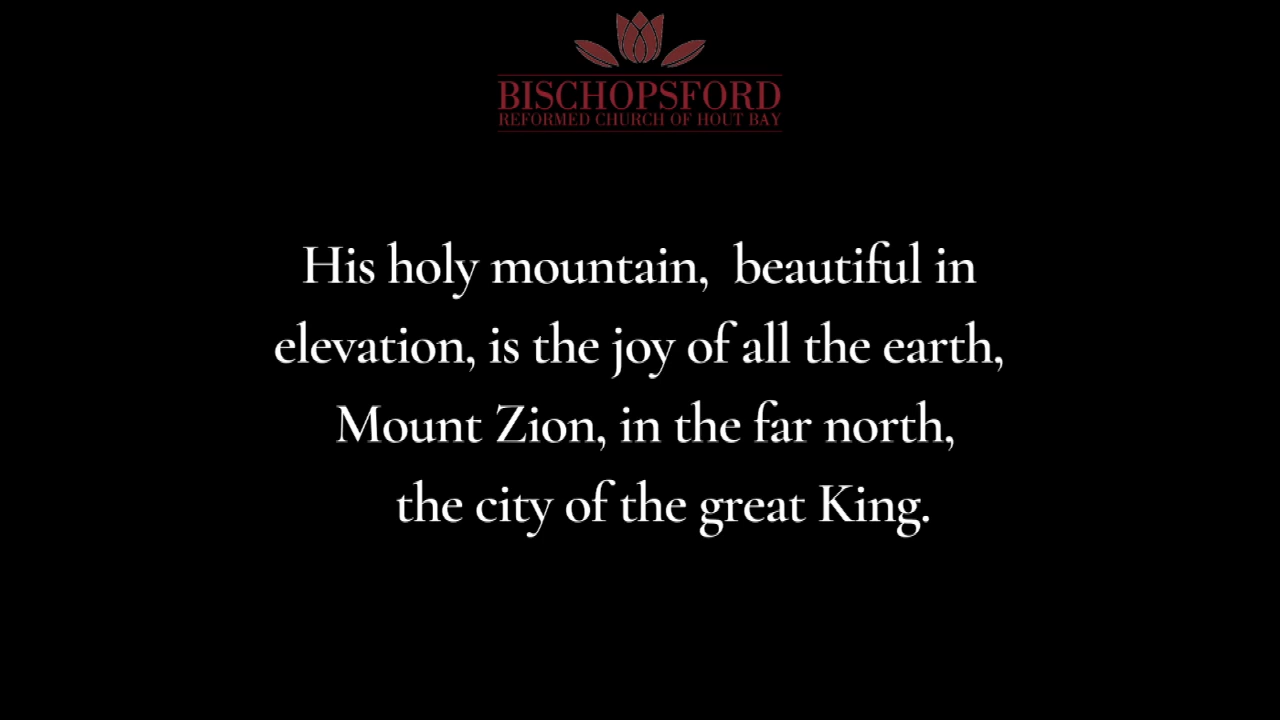 BISCHOPSFORD
REFORMED CHURCH OF HOUT BAY
His holy mountain,  beautiful in
elevation, is the joy of all the earth,
Mount Zion, in the far north,
the city of the great King.